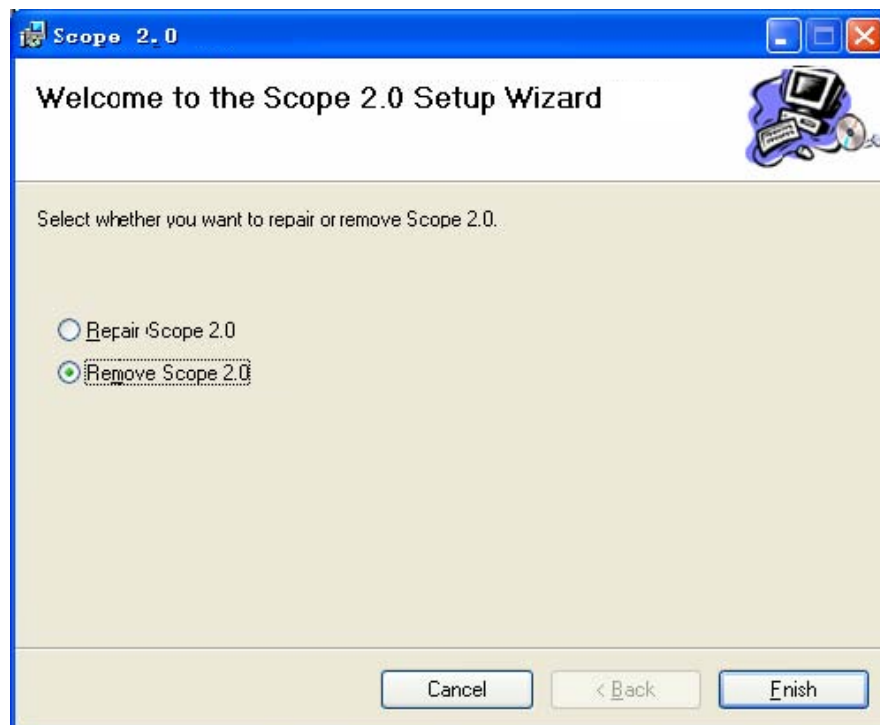 Scope 2.0
Welcome to the Scope 2.0 Setup Wizard
Select whether you want to repair or remove Scope 2.0.
Repair Scope 2.0
Remove Scope 2.0
Cancel
< Back
Finish